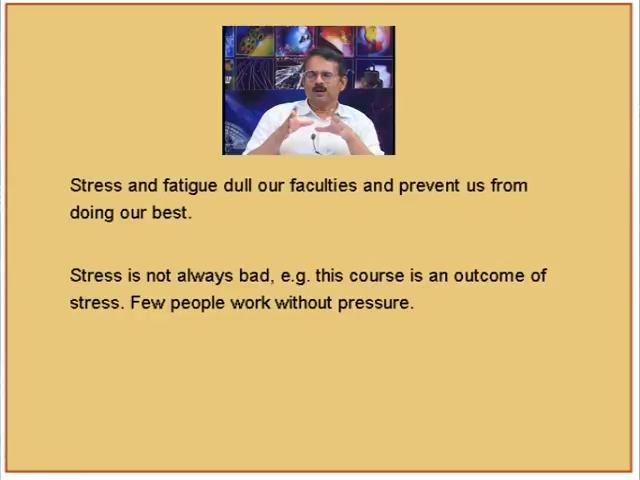 Stress and fatigue dull our faculties and prevent us from
doing our best.
Stress is not always bad, e.g. this course is an outcome of
stress. Few people work without pressure.